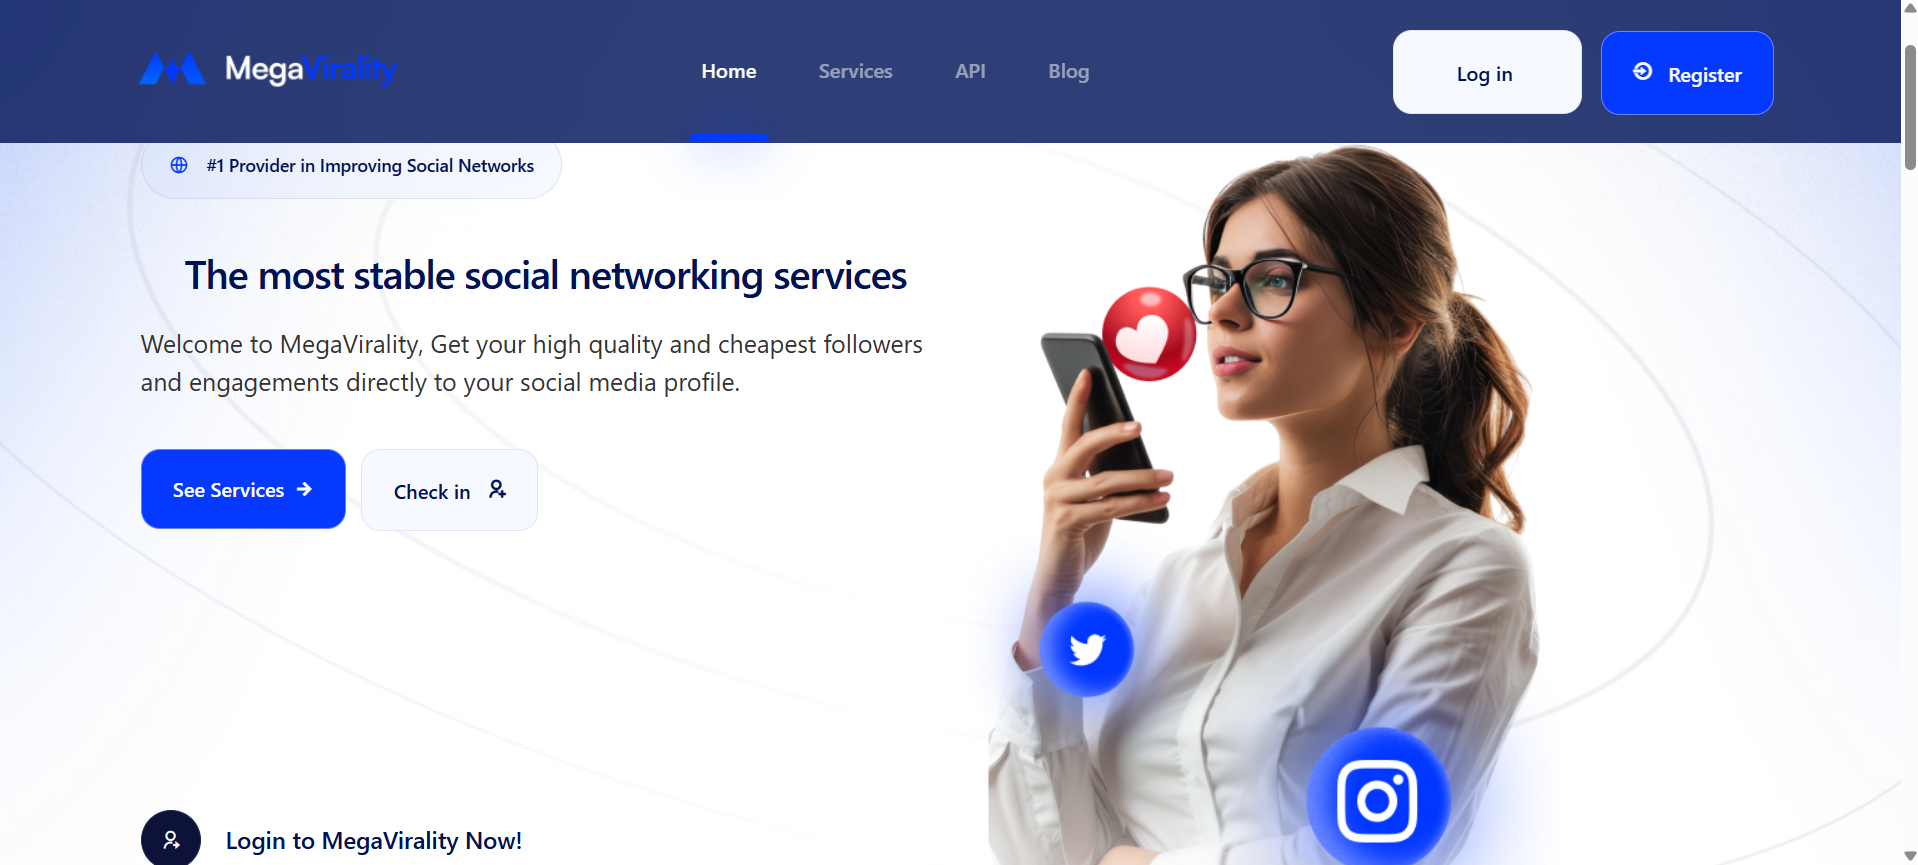 MegaVirality
Home
Services
API
Blog
Log in
Register
#1 Provider in Improving Social Networks
The most stable social networking services
Welcome to MegaVirality, Get your high quality and cheapest followers
and engagements directly to your social media profile.
See Services
Check in
Login to MegaVirality Now!